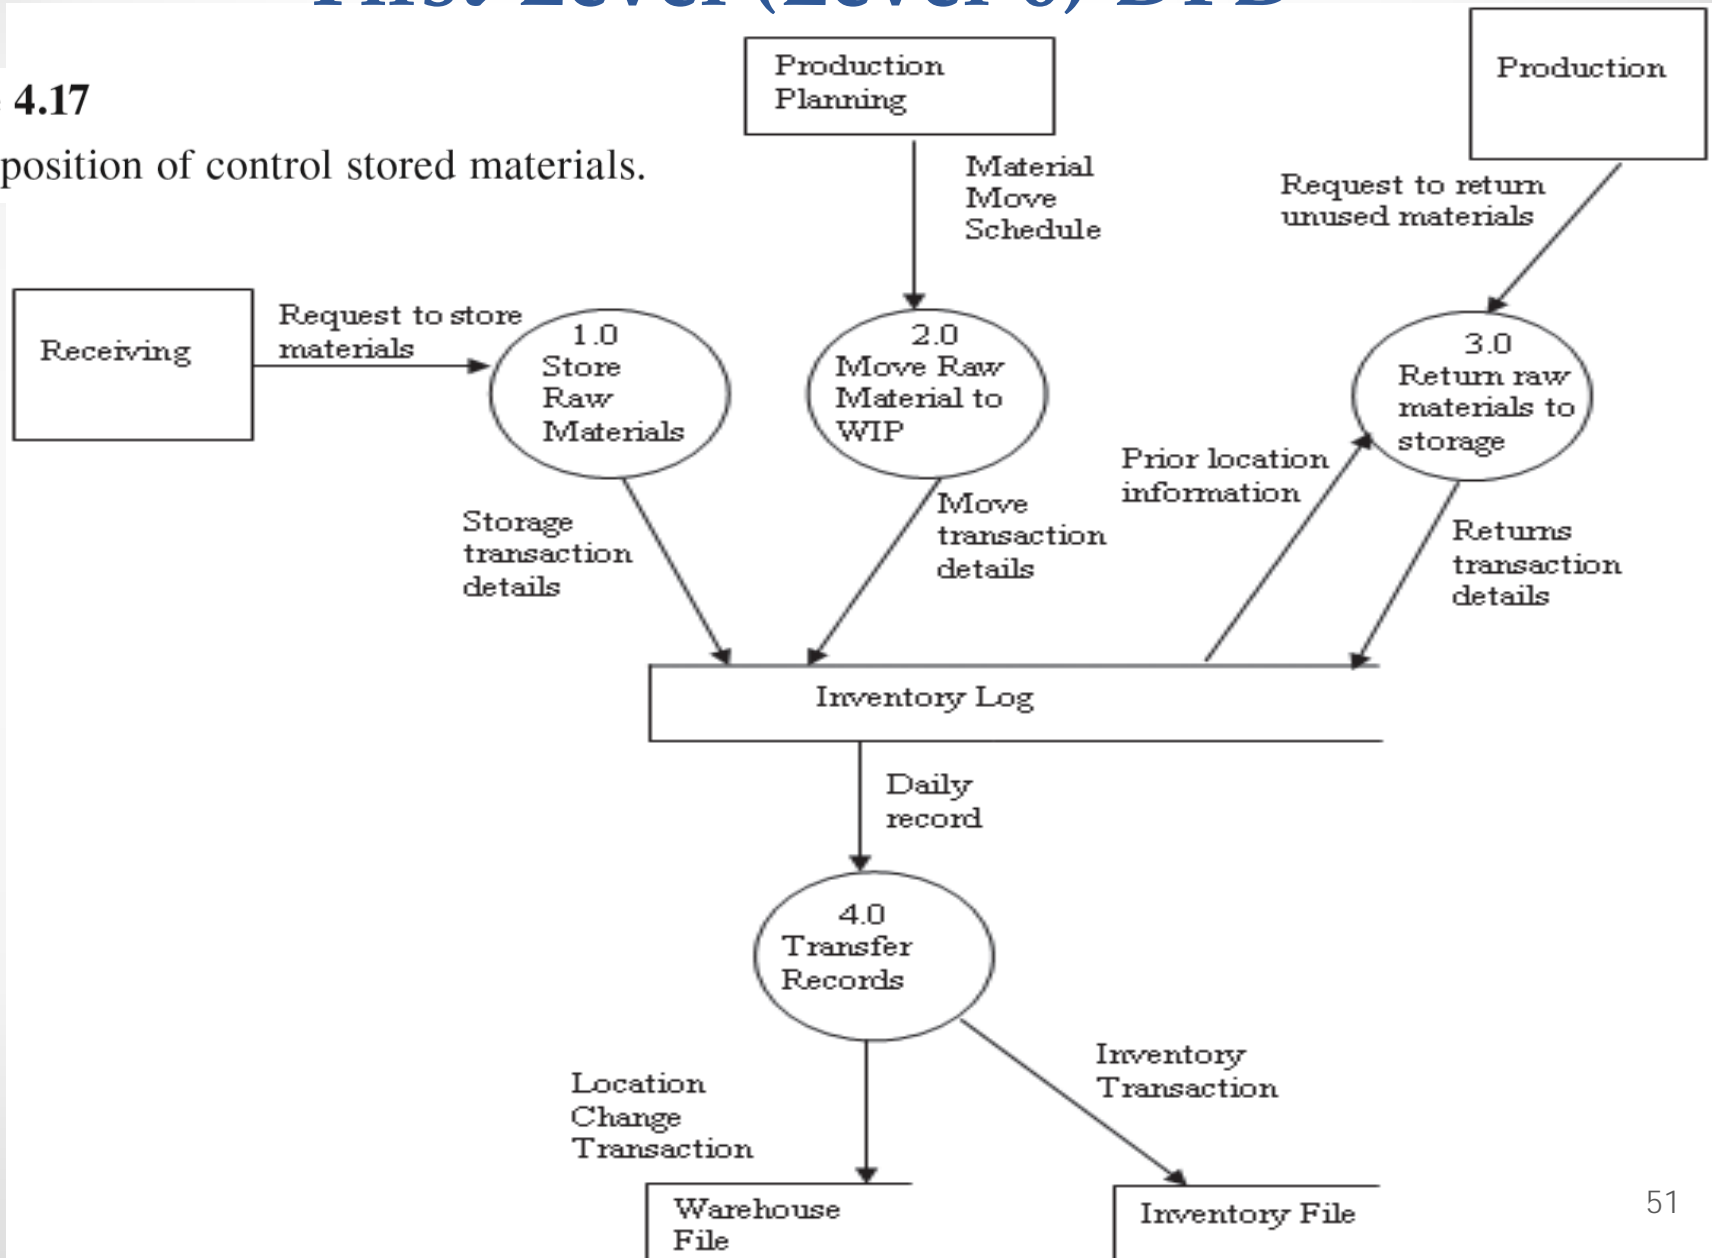 4.17
position of control stored materials.
Production
Planning
Production
Material
Move
Schedule
Request to return
unused materials
Receiving
Request to store
materials
1.0
Store
Raw
Materials
2.0
Move Raw
Material to
WIP
3.0
Return raw
materials to
storage
Storage
transaction
details
Move
transaction
details
Prior location
information
Returns
transaction
details
Inventory Log
Daily
record
4.0
Transfer
Records
Location
Change
Transaction
Inventory
Transaction
Warehouse
File
Inventory File
51